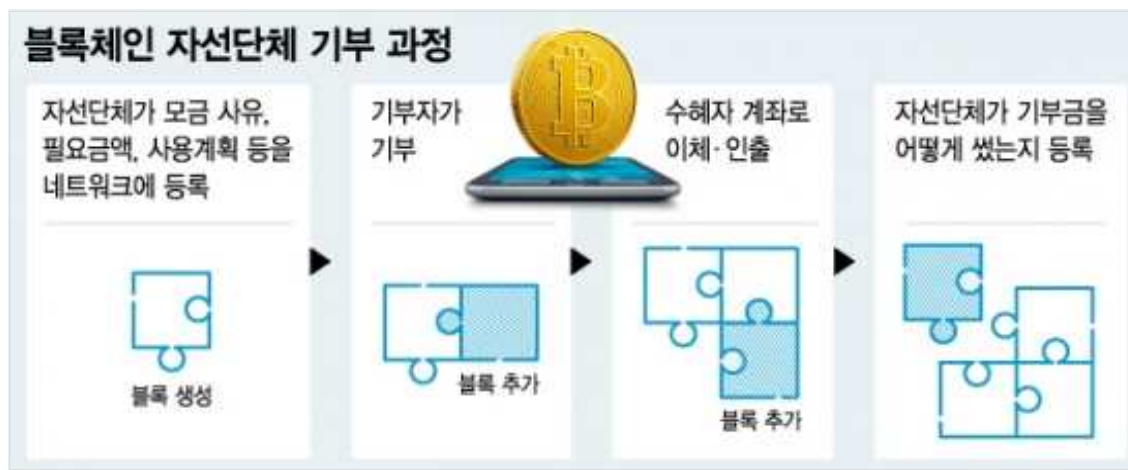 블록체인 자선단체 기부 과정
자선단체가 모금 사유,
필요금액, 사용계획 등을
네트워크에 등록
블록 생성
기부자가
기부
블록 추가
수혜자 계좌로
이체·인출
블록 추가
자선단체가 기부금을
어떻게 썼는지 등록